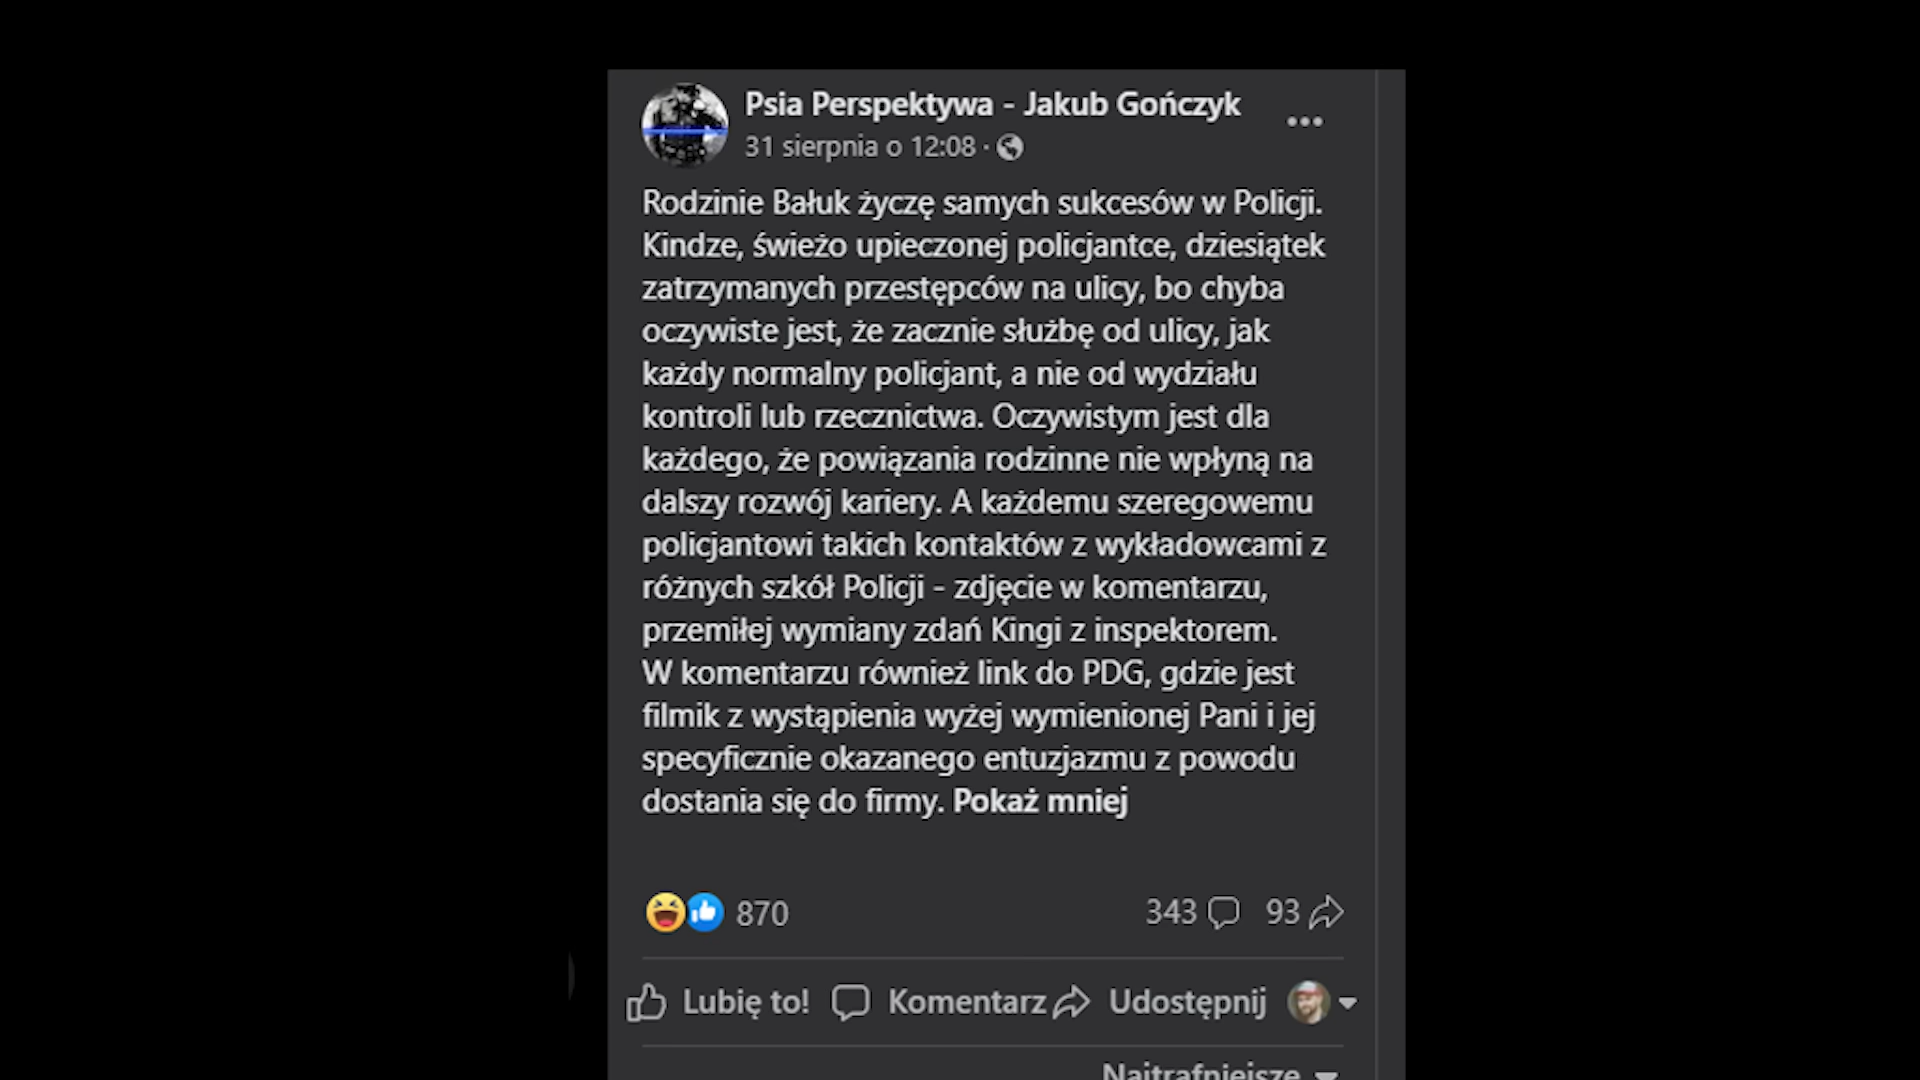 Psia Perspektywa - Jakub Gończyk
31 sierpnia o 12:08 ·
Rodzinie Bałuk życzę samych sukcesów w Policji.
Kindze, świeżo upieczonej policjantce, dziesiątek
zatrzymanych przestępców na ulicy, bo chyba
oczywiste jest, że zacznie służbę od ulicy, jak
każdy normalny policjant, a nie od wydziału
kontroli lub rzecznictwa. Oczywistym jest dla
każdego, że powiązania rodzinne nie wpłyną na
dalszy rozwój kariery. A każdemu szeregowemu
policjantowi takich kontaktów z wykładowcami z
różnych szkół Policji - zdjęcie w komentarzu,
przemiłej wymiany zdań Kingi z inspektorem.
W komentarzu również link do PDG, gdzie jest
filmik z wystąpienia wyżej wymienionej Pani i jej
specyficznie okazanego entuzjazmu z powodu
dostania się do firmy. Pokaż mniej
870 343 93
Lubię to! Komentarz Udostępnij
Najtrafniejsze